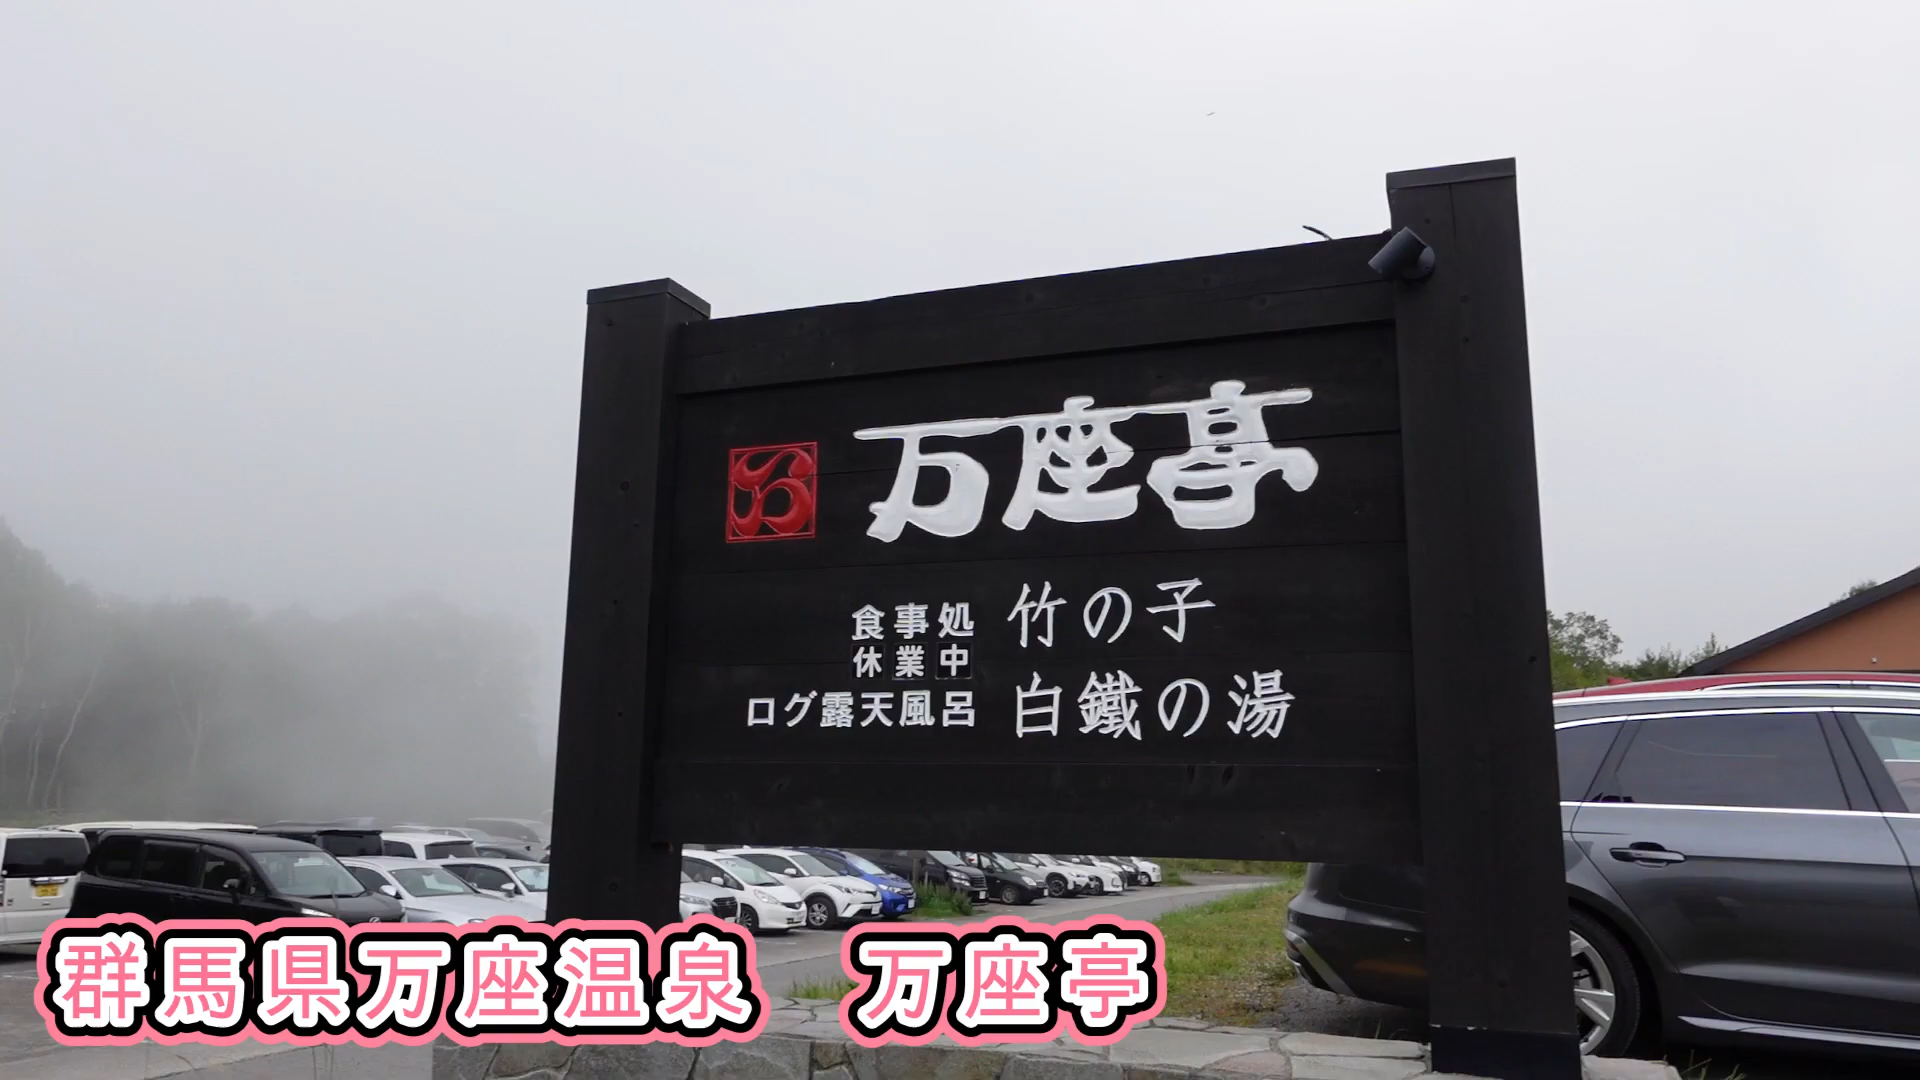 万座亭
食事処 竹の子
休業中
ログ露天風呂 白鐵の湯
群馬県万座温泉 万座亭